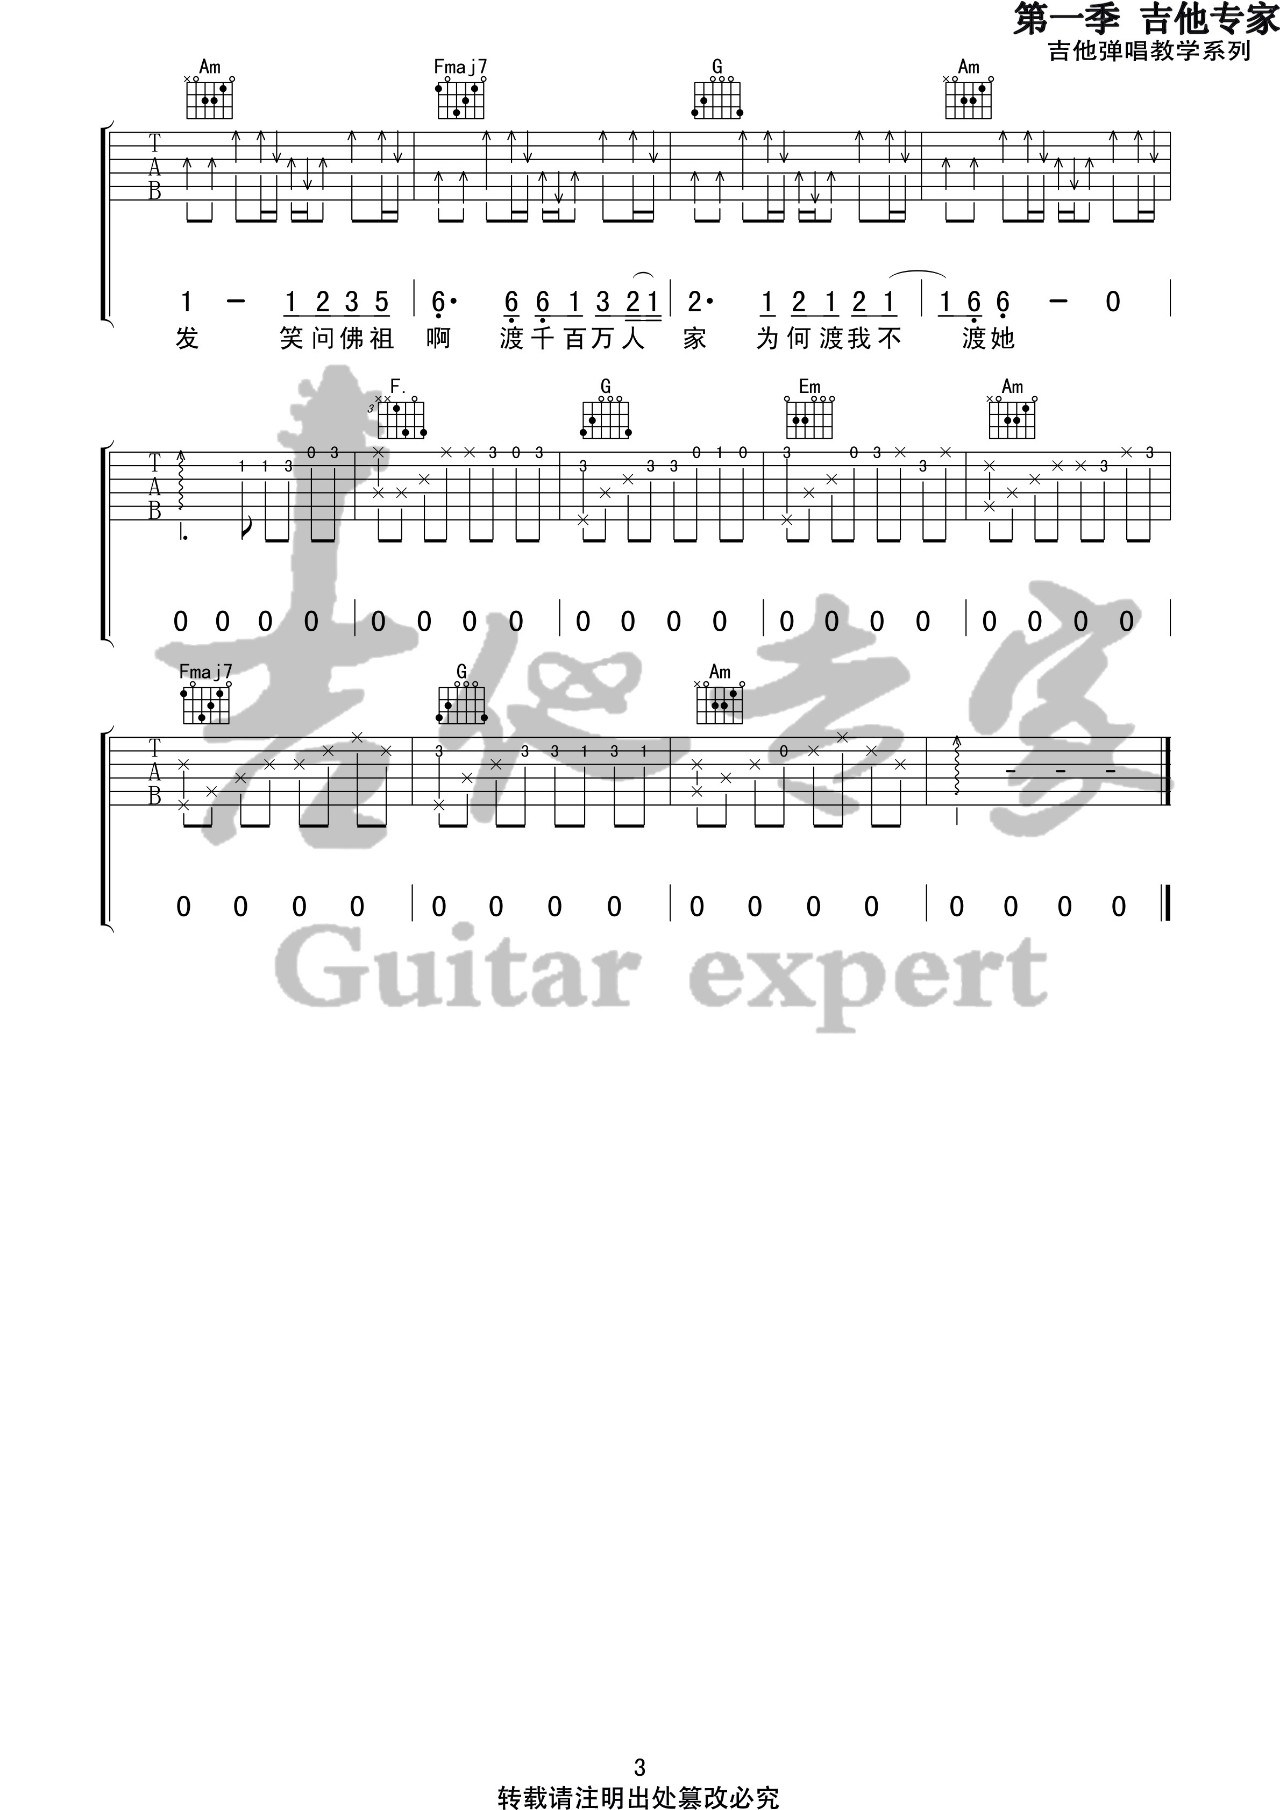 第一季 吉他专家
吉他弹唱教学系列
Am Fmaj7 G Am
T
A
B
1 - 1 2 3 5 | 6· 6 6 1 3 2 1 | 2· 1 2 1 2 1 | 1 6 6 - 0
发 笑问佛祖 啊 渡千百万人 家 为何渡我不 渡她
F. G Em Am
3
T 1 1 3 0 3 × × × 3 0 3 3 3 3 0 1 0 3 0 3 × 3 × × × × 3 × 3
A × × × × × × × × ×
B × × ×
0 0 0 0 | 0 0 0 0 | 0 0 0 0 | 0 0 0 0 | 0 0 0 0
Fmaj7 G Am
T × × × 3 3 3 1 3 1 0 × × ×
A × × × × × × × × × × - - -
B × × × ×
0 0 0 0 | 0 0 0 0 | 0 0 0 0 | 0 0 0 0
吉他专家
Guitar expert
3
转载请注明出处篡改必究